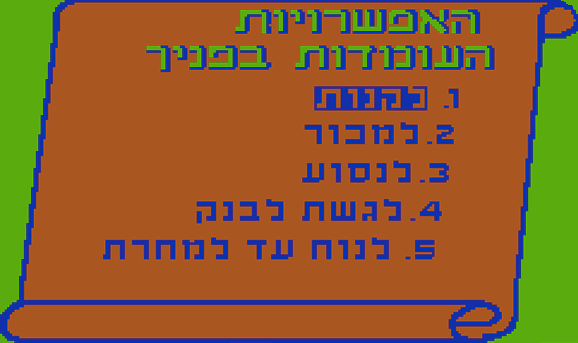 האפשרויות
העומדות בפניך
1. לקנות
2. למכור
3. לנסוע
4. לגשת לבנק
5. לנוח עד למחרת